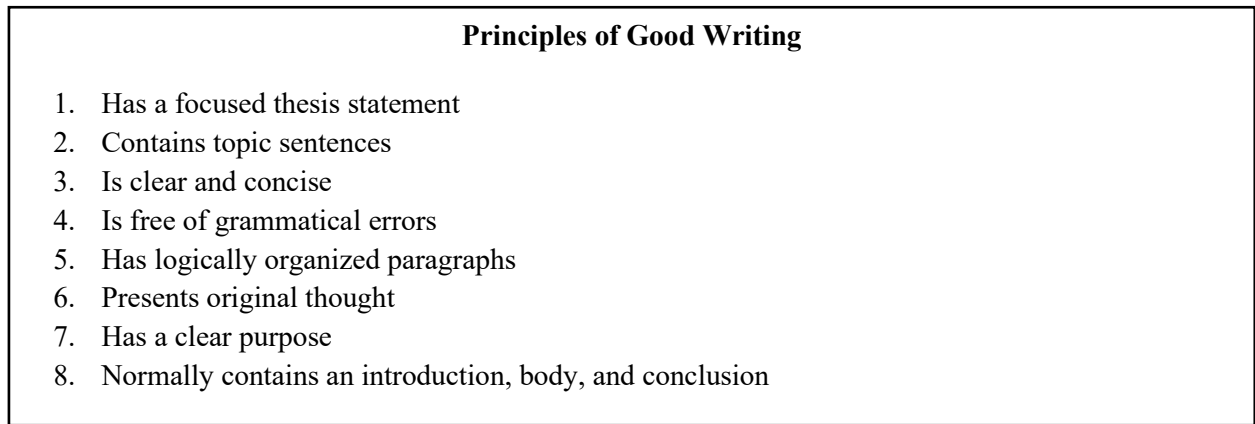 Principles of Good Writing
1. Has a focused thesis statement
2. Contains topic sentences
3. Is clear and concise
4. Is free of grammatical errors
5. Has logically organized paragraphs
6. Presents original thought
7. Has a clear purpose
8. Normally contains an introduction, body, and conclusion